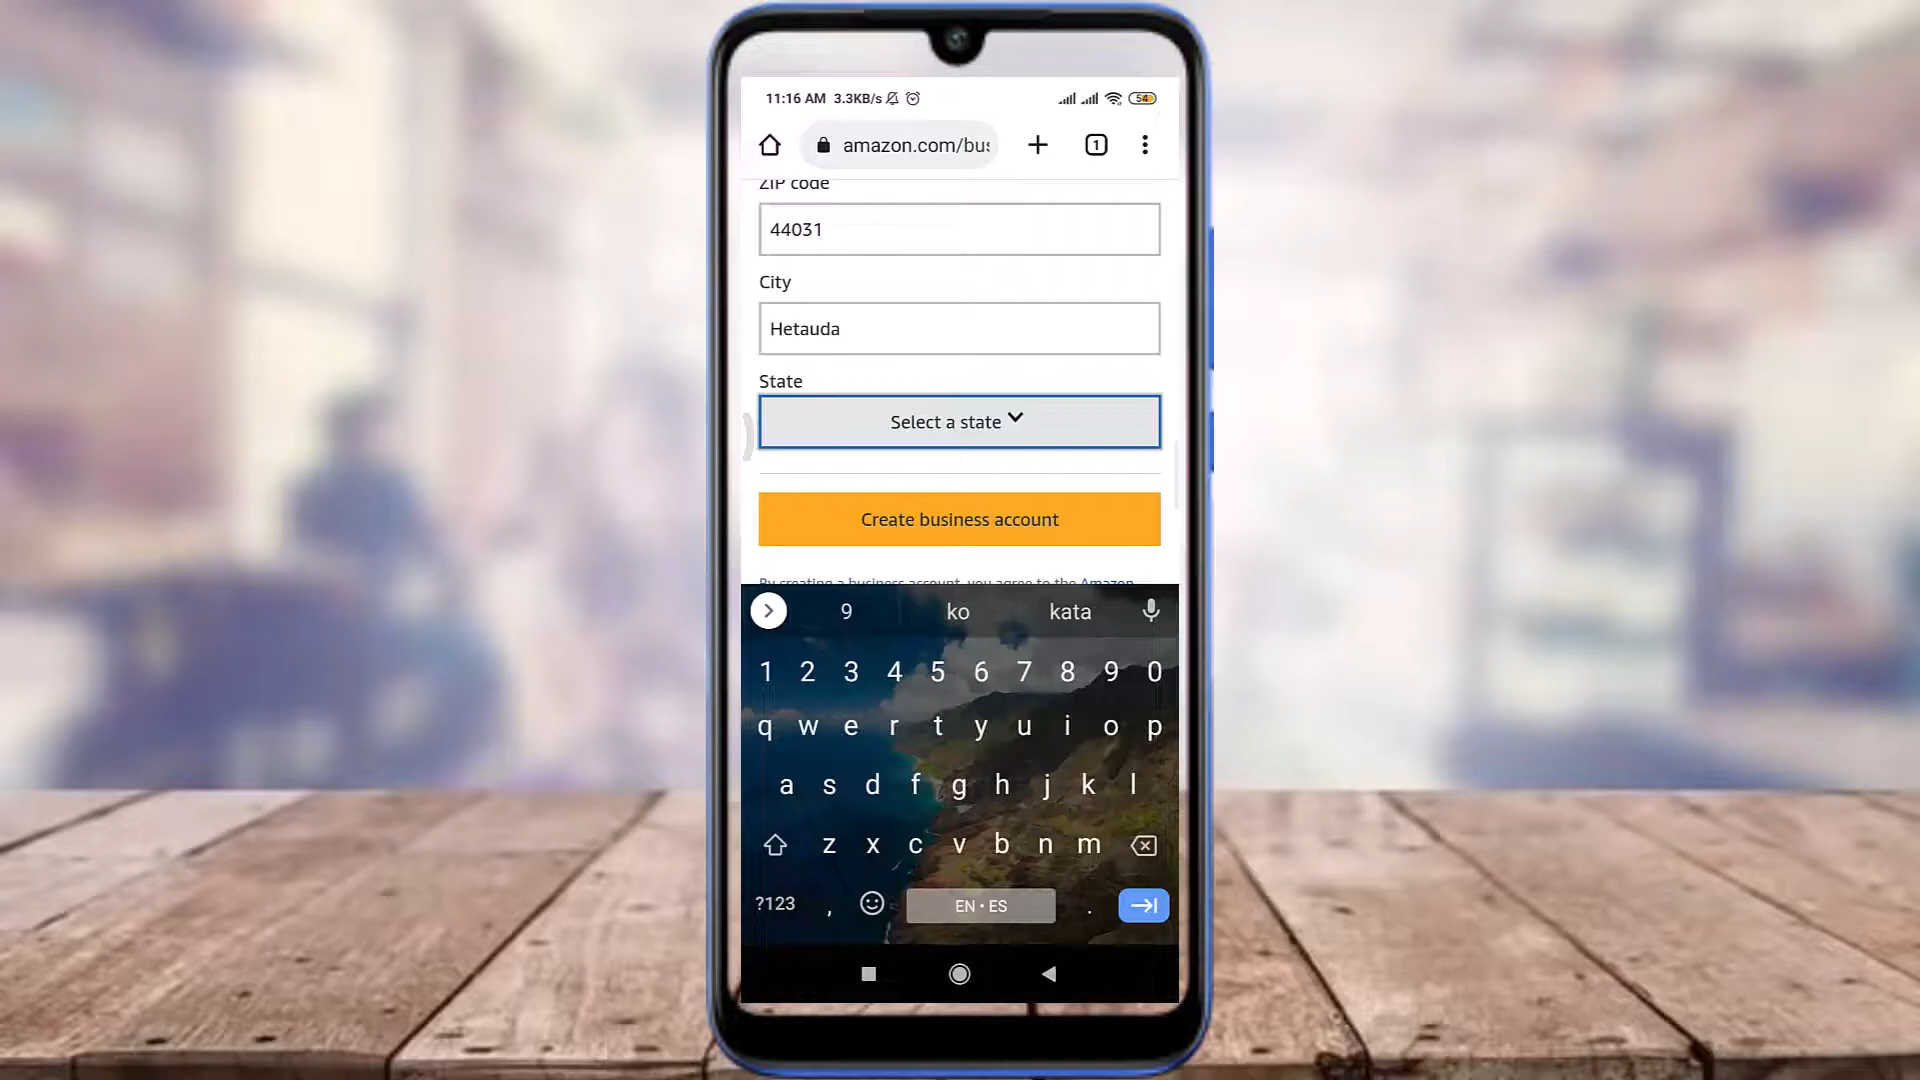 11:16 AM 3.3KB/s 54
amazon.com/bus
1
ZIP code
44031
City
Hetauda
State
Select a state
Create business account
By creating a business account, you agree to the Amazon
9 ko kata
1 2 3 4 5 6 7 8 9 0
q w e r t y u i o p
a s d f g h j k l
z x c v b n m
?123 , EN • ES .